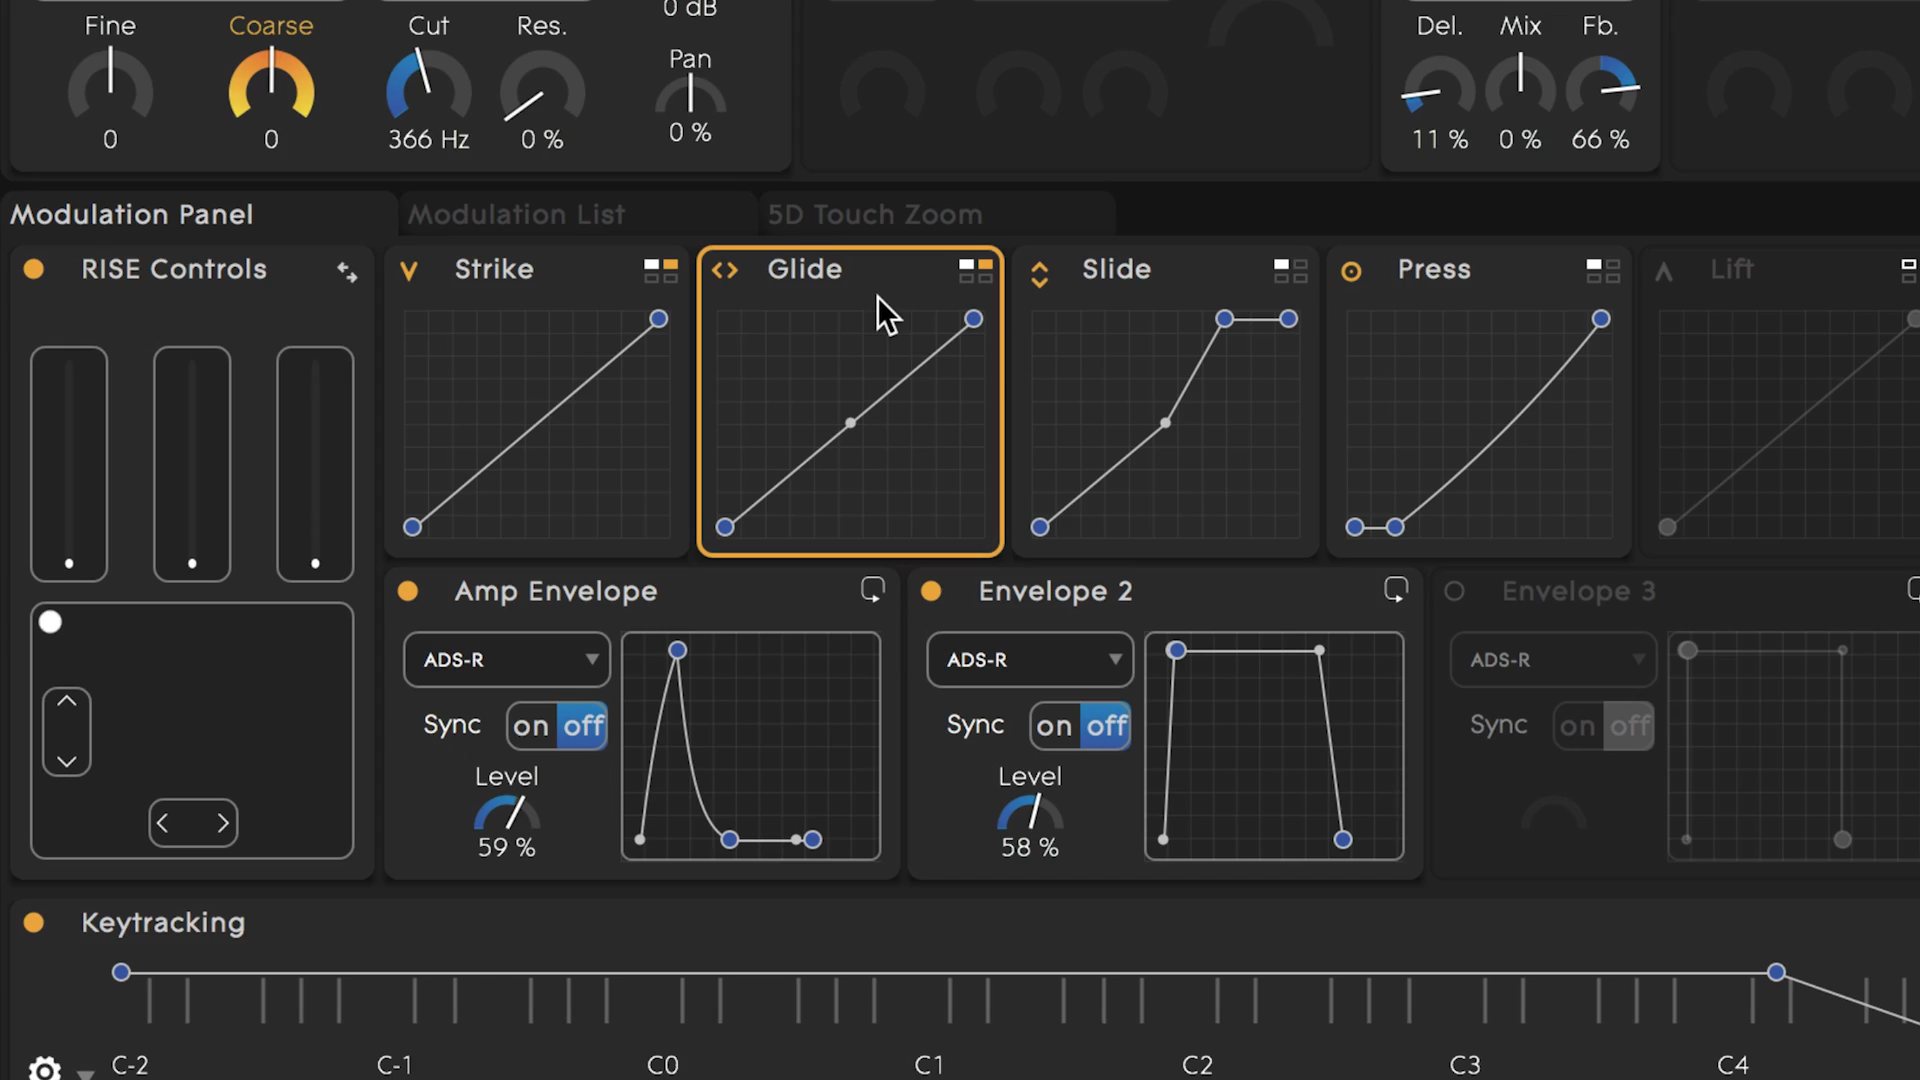 0 dB
Fine Coarse Cut Res. Pan Del. Mix Fb.
0 0 366 Hz 0 % 0 % 11 % 0 % 66 %
Modulation Panel Modulation List 5D Touch Zoom
RISE Controls Strike Glide Slide Press Lift
Amp Envelope Envelope 2 Envelope 3
ADS-R ADS-R ADS-R
Sync on off Sync on off Sync on off
Level Level
59 % 58 %
Keytracking
C-2 C-1 C0 C1 C2 C3 C4